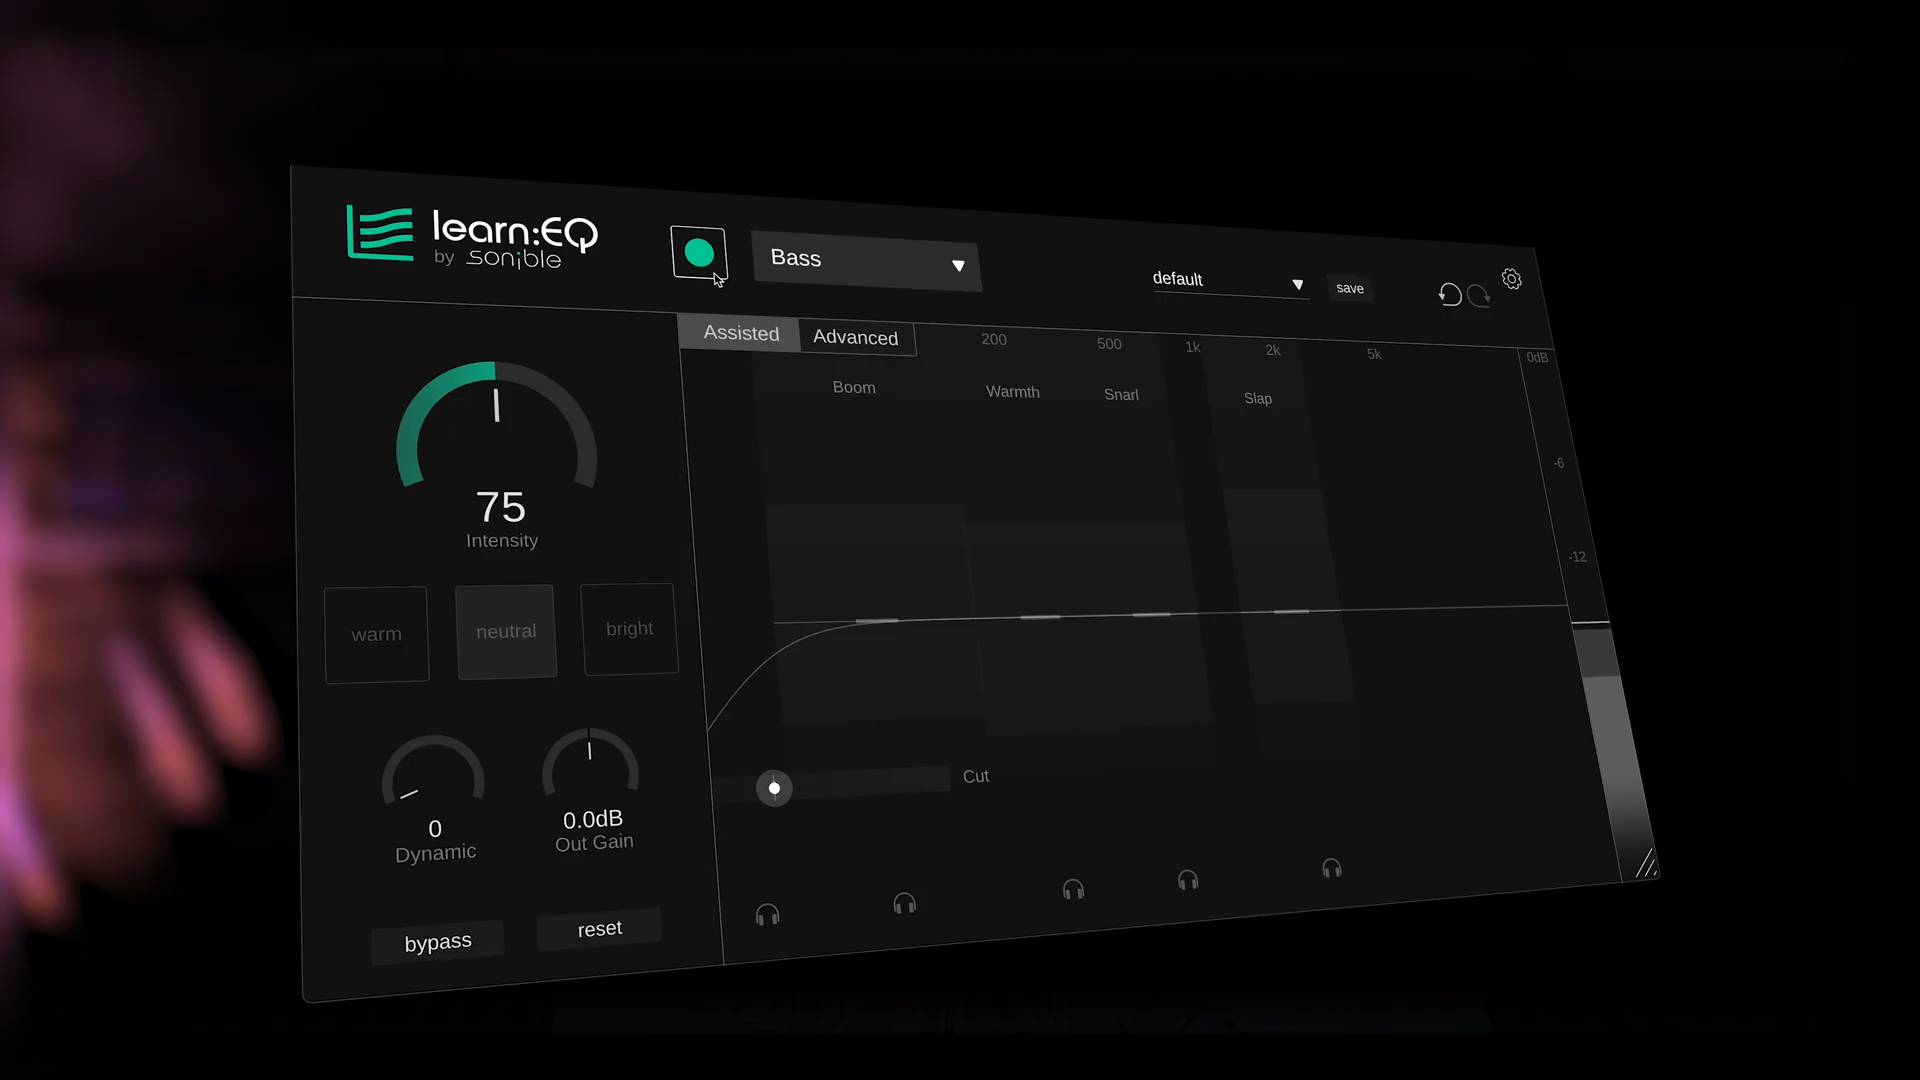 learn:EQ
by sonible
Bass
default
save
Assisted
Advanced
200
500
1k
2k
5k
0dB
Boom
Warmth
Snarl
Slap
-6
-12
75
Intensity
warm
neutral
bright
0
Dynamic
0.0dB
Out Gain
Cut
bypass
reset